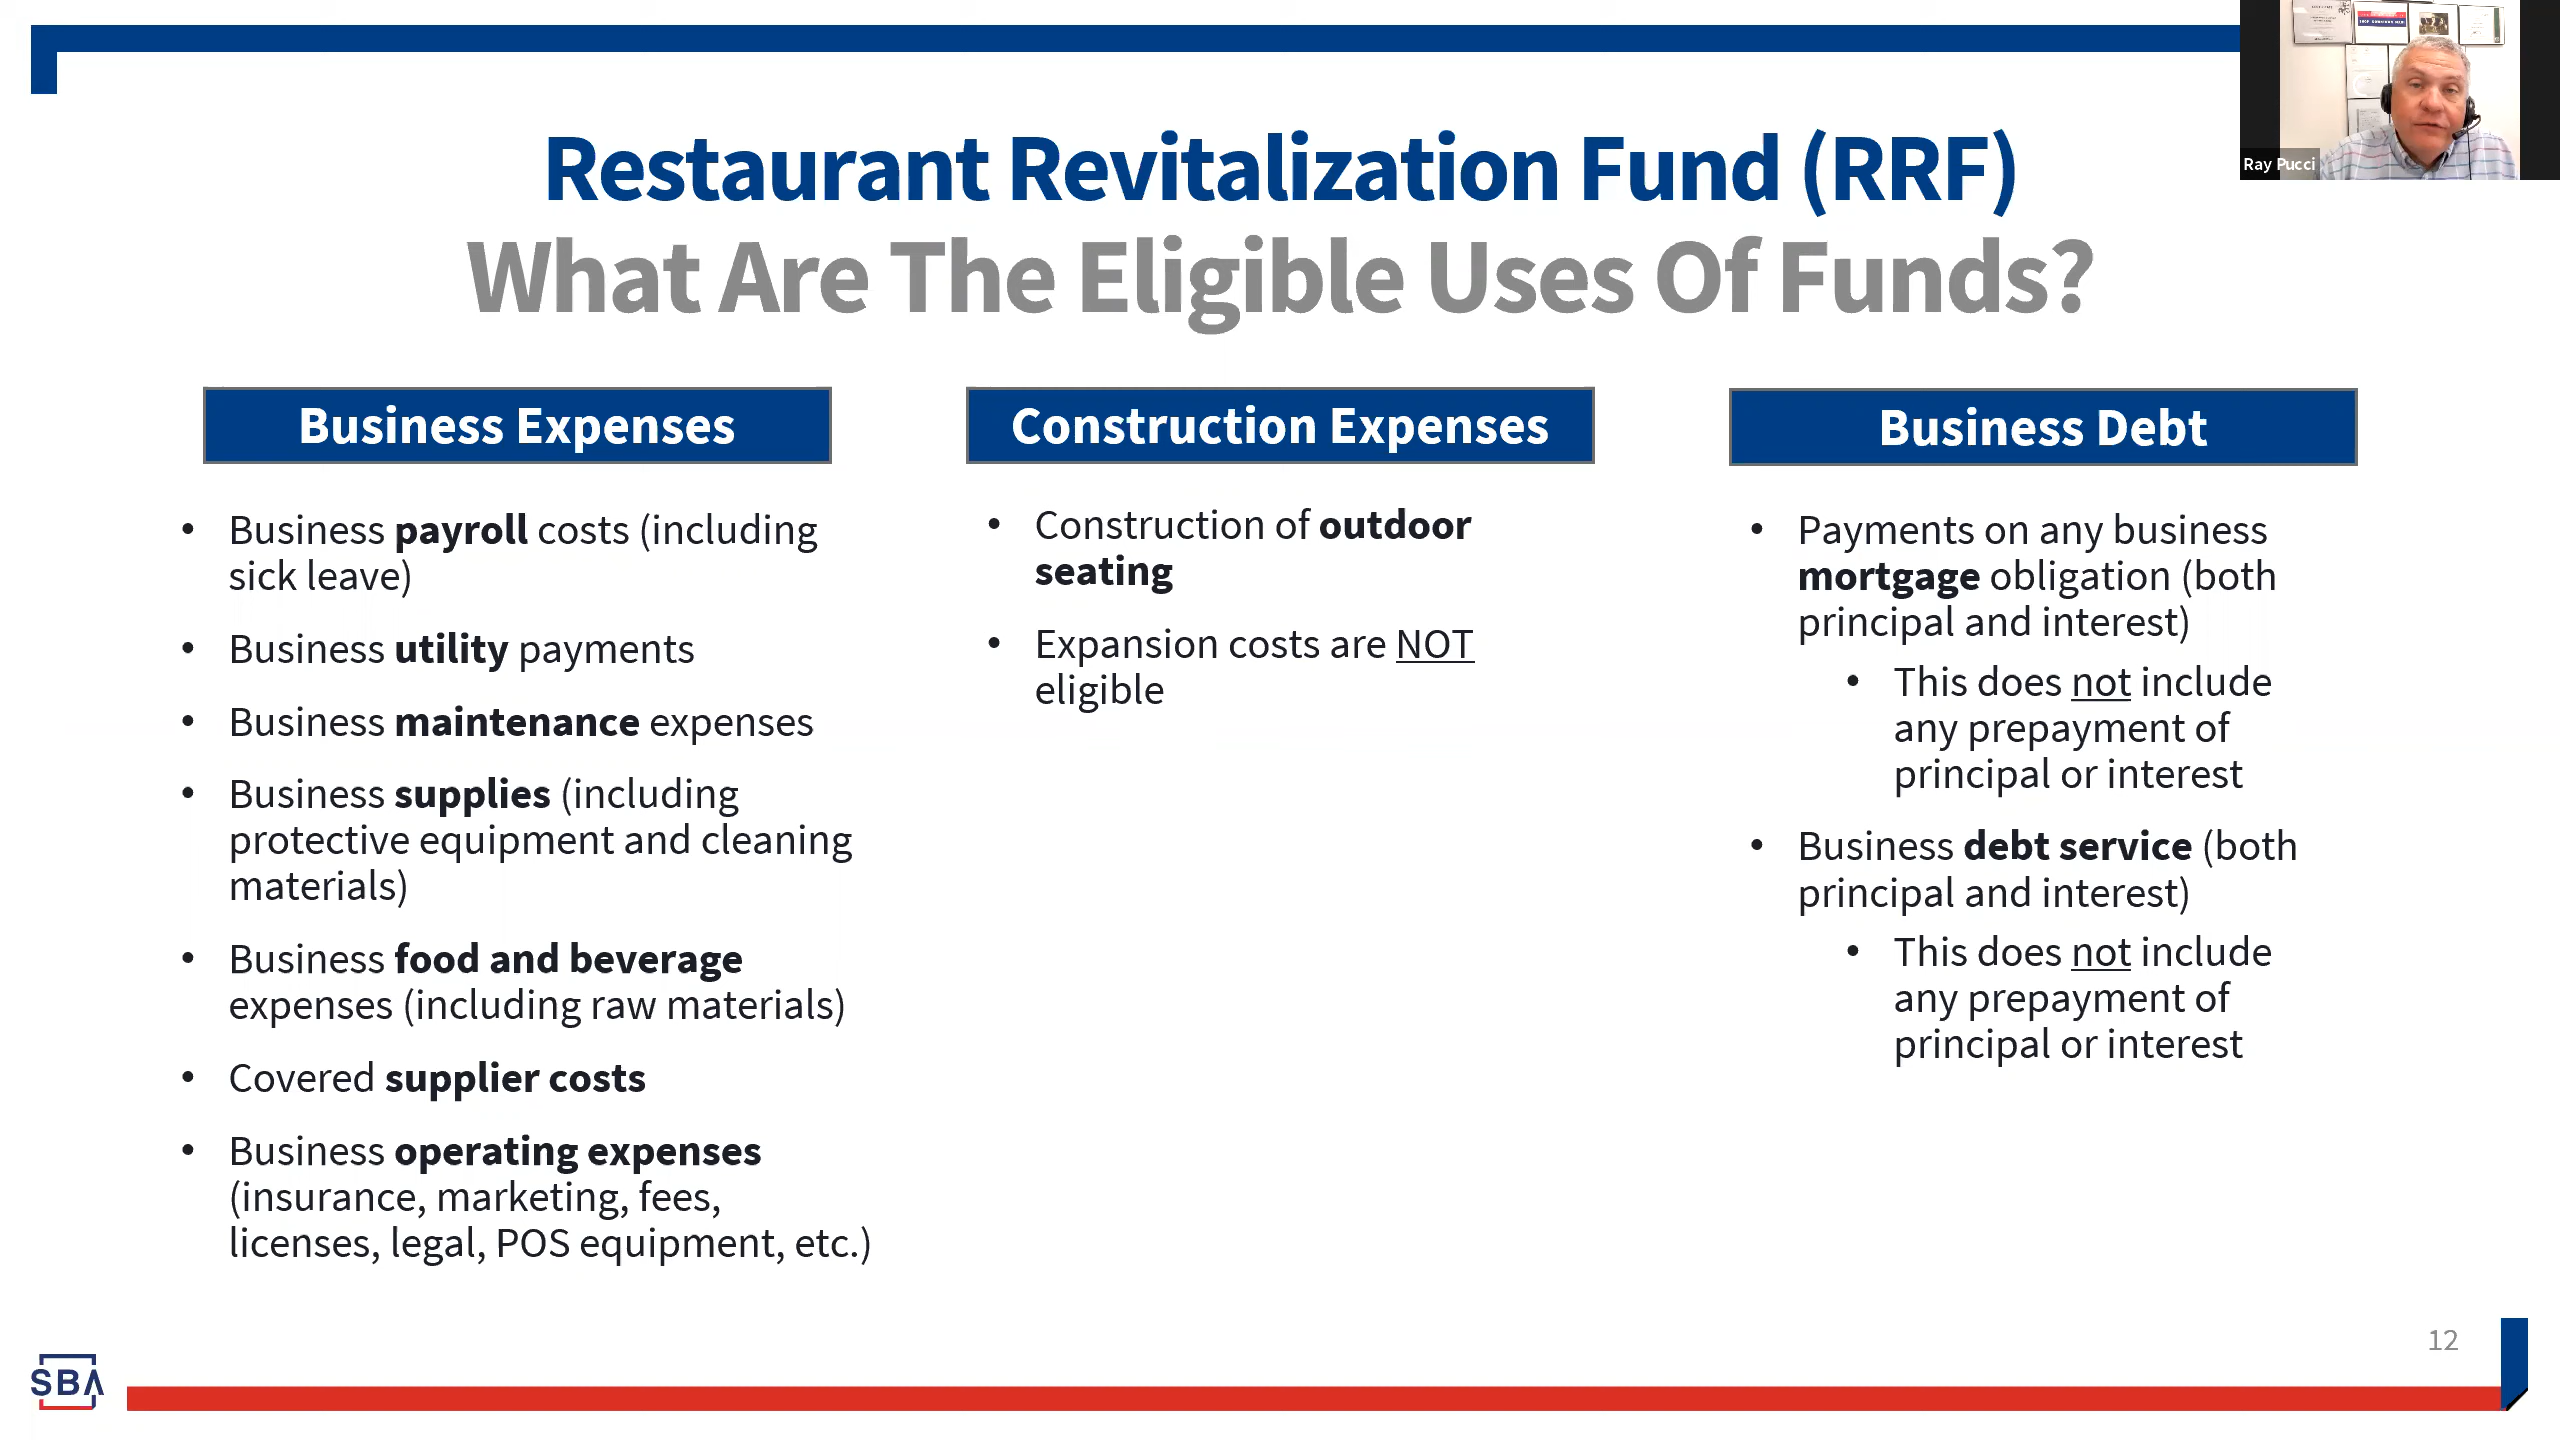 Ray Pucci
Restaurant Revitalization Fund (RRF)
What Are The Eligible Uses Of Funds?
Business Expenses
• Business payroll costs (including
sick leave)
• Business utility payments
• Business maintenance expenses
• Business supplies (including
protective equipment and cleaning
materials)
• Business food and beverage
expenses (including raw materials)
• Covered supplier costs
• Business operating expenses
(insurance, marketing, fees,
licenses, legal, POS equipment, etc.)
Construction Expenses
• Construction of outdoor
seating
• Expansion costs are NOT
eligible
Business Debt
• Payments on any business
mortgage obligation (both
principal and interest)
• This does not include
any prepayment of
principal or interest
• Business debt service (both
principal and interest)
• This does not include
any prepayment of
principal or interest
12
SBA